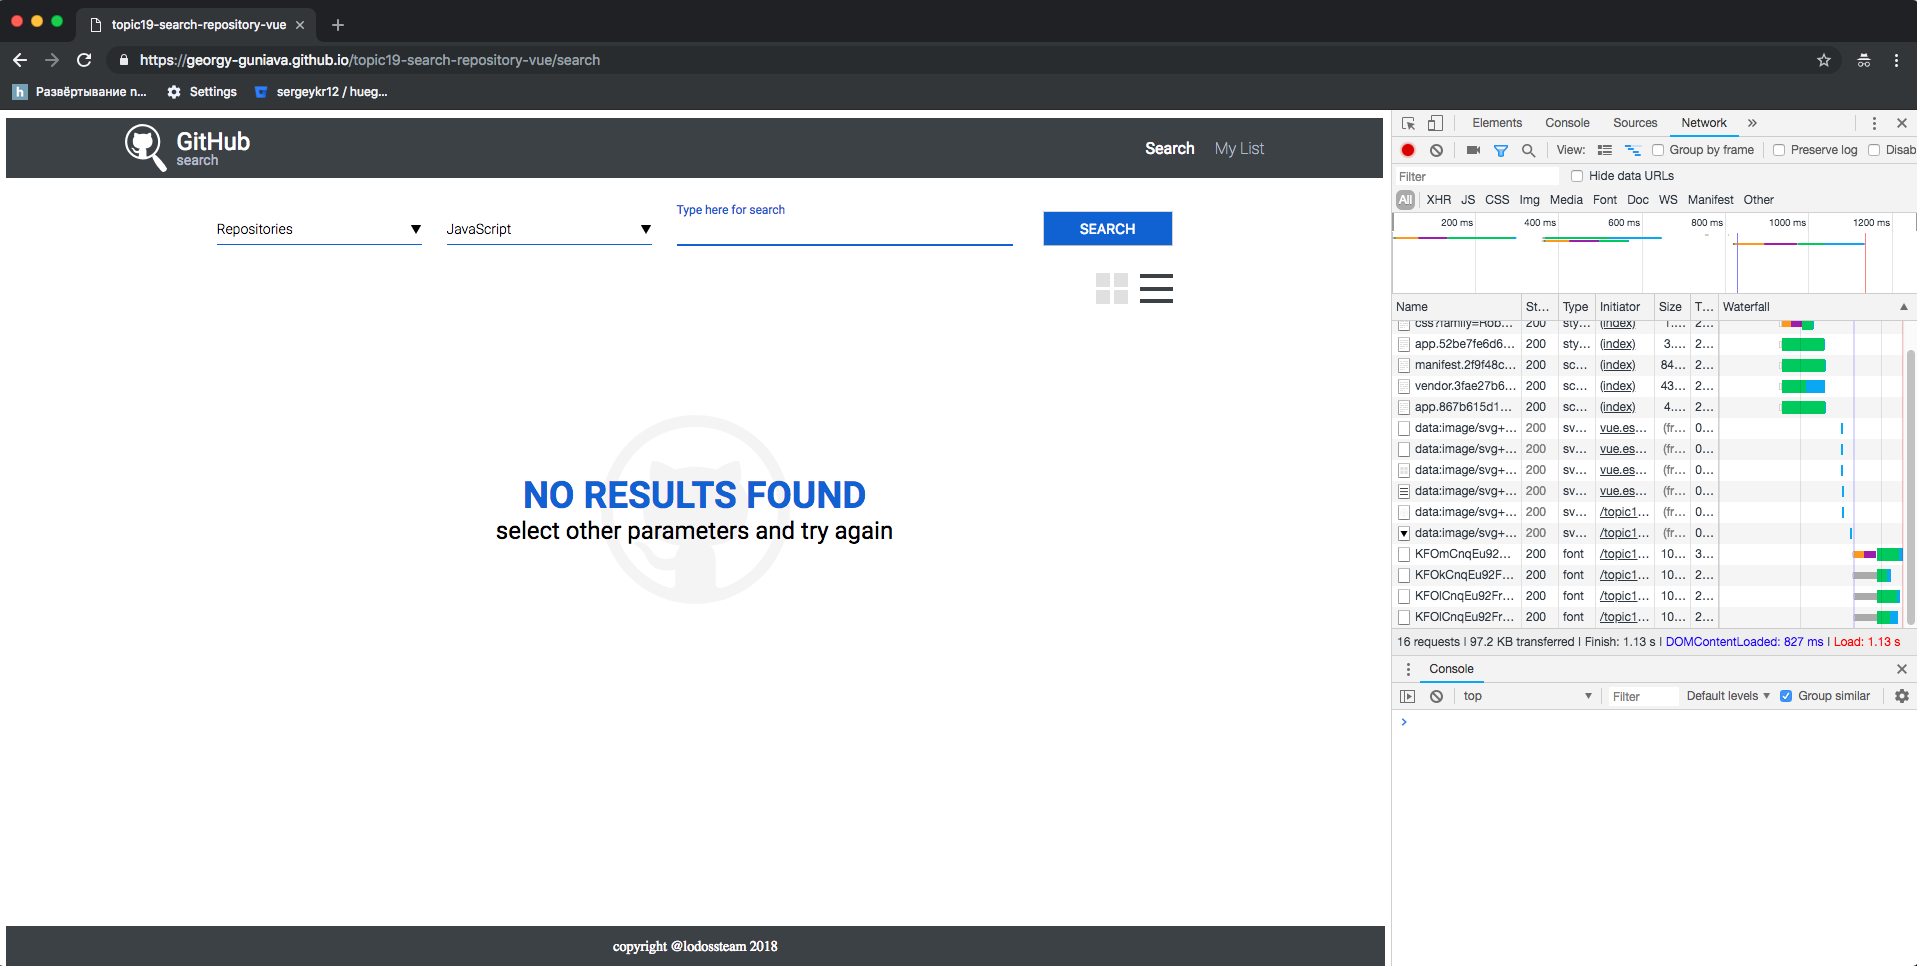 topic19-search-repository-vue
https://georgy-guniava.github.io/topic19-search-repository-vue/search
Развёртывание п...
Settings
sergeykr12 / hueg...
GitHub
search
Search
My List
Repositories
JavaScript
Type here for search
SEARCH
NO RESULTS FOUND
select other parameters and try again
copyright @lodossteam 2018
Elements Console Sources Network
View: Group by frame Preserve log Disab
Filter Hide data URLs
All XHR JS CSS Img Media Font Doc WS Manifest Other
200 ms 400 ms 600 ms 800 ms 1000 ms 1200 ms
Name St... Type Initiator Size T... Waterfall
css?family=Rob... 200 sty... (index) 1.... 2...
app.52be7fe6d6... 200 sty... (index) 3.... 2...
manifest.2f9f48c... 200 sc... (index) 84... 2...
vendor.3fae27b6... 200 sc... (index) 43... 2...
app.867b615d1... 200 sc... (index) 4.... 2...
data:image/svg+... 200 sv... vue.es... (fr... 0...
data:image/svg+... 200 sv... vue.es... (fr... 0...
data:image/svg+... 200 sv... vue.es... (fr... 0...
data:image/svg+... 200 sv... vue.es... (fr... 0...
data:image/svg+... 200 sv... /topic1... (fr... 0...
data:image/svg+... 200 sv... /topic1... (fr... 0...
KFOmCnqEu92... 200 font /topic1... 10... 3...
KFOkCnqEu92F... 200 font /topic1... 10... 2...
KFOlCnqEu92Fr... 200 font /topic1... 10... 2...
KFOlCnqEu92Fr... 200 font /topic1... 10... 2...
16 requests | 97.2 KB transferred | Finish: 1.13 s | DOMContentLoaded: 827 ms | Load: 1.13 s
Console
top Filter Default levels Group similar